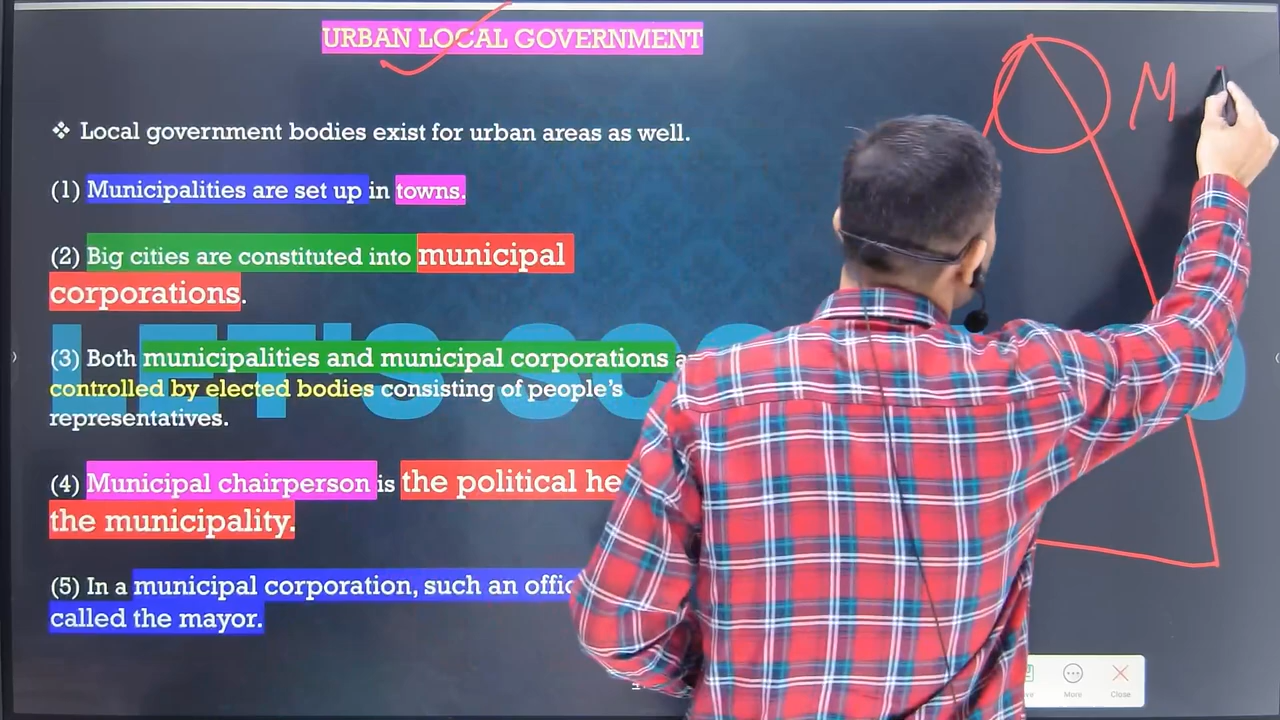 URBAN LOCAL GOVERNMENT
❖ Local government bodies exist for urban areas as well.
(1) Municipalities are set up in towns.
(2) Big cities are constituted into municipal
corporations.
(3) Both municipalities and municipal corporations
controlled by elected bodies consisting of people's
representatives.
(4) Municipal chairperson is the political
the municipality.
(5) In a municipal corporation, such an
called the mayor.
M
More
Close